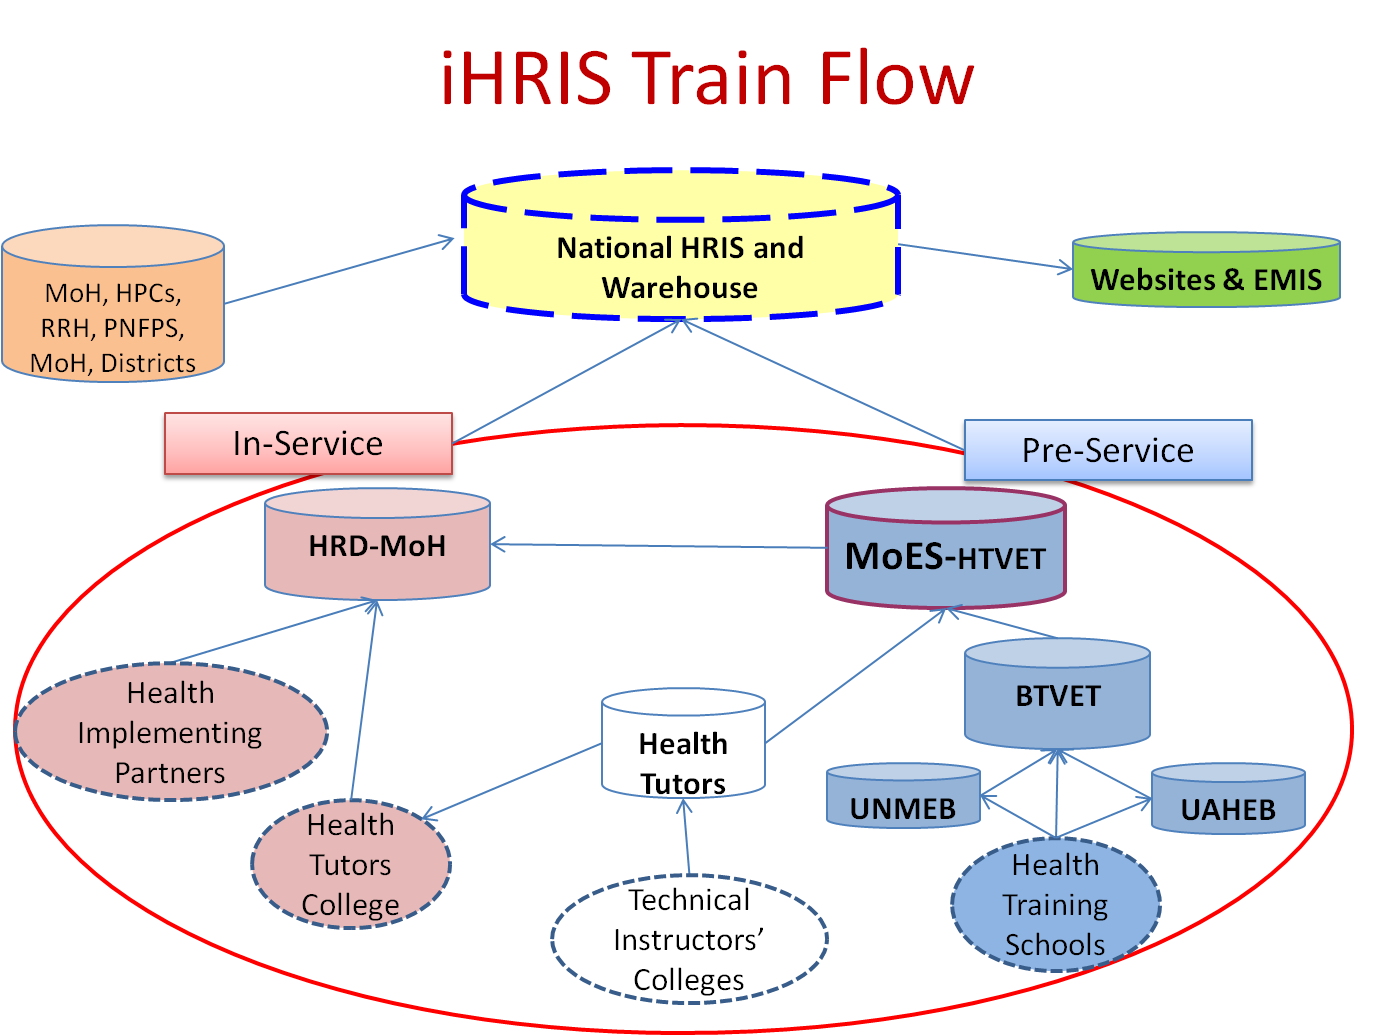 iHRIS Train Flow
National HRIS and
Warehouse
MoH, HPCs,
RRH, PNFPS,
MoH, Districts
Websites & EMIS
In-Service
Pre-Service
HRD-MoH
MoES-HTVET
Health
Implementing
Partners
BTVET
Health
Tutors
UNMEB
UAHEB
Health
Tutors
College
Technical
Instructors’
Colleges
Health
Training
Schools